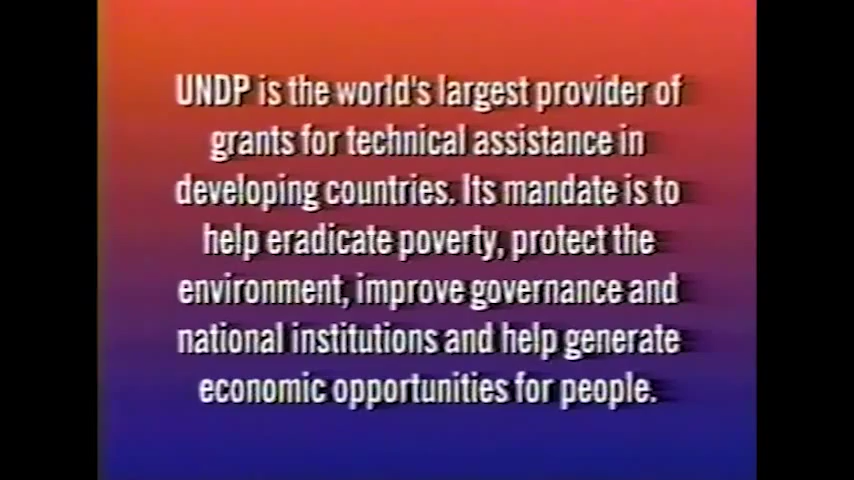 UNDP is the world's largest provider of
grants for technical assistance in
developing countries. Its mandate is to
help eradicate poverty, protect the
environment, improve governance and
national institutions and help generate
economic opportunities for people.